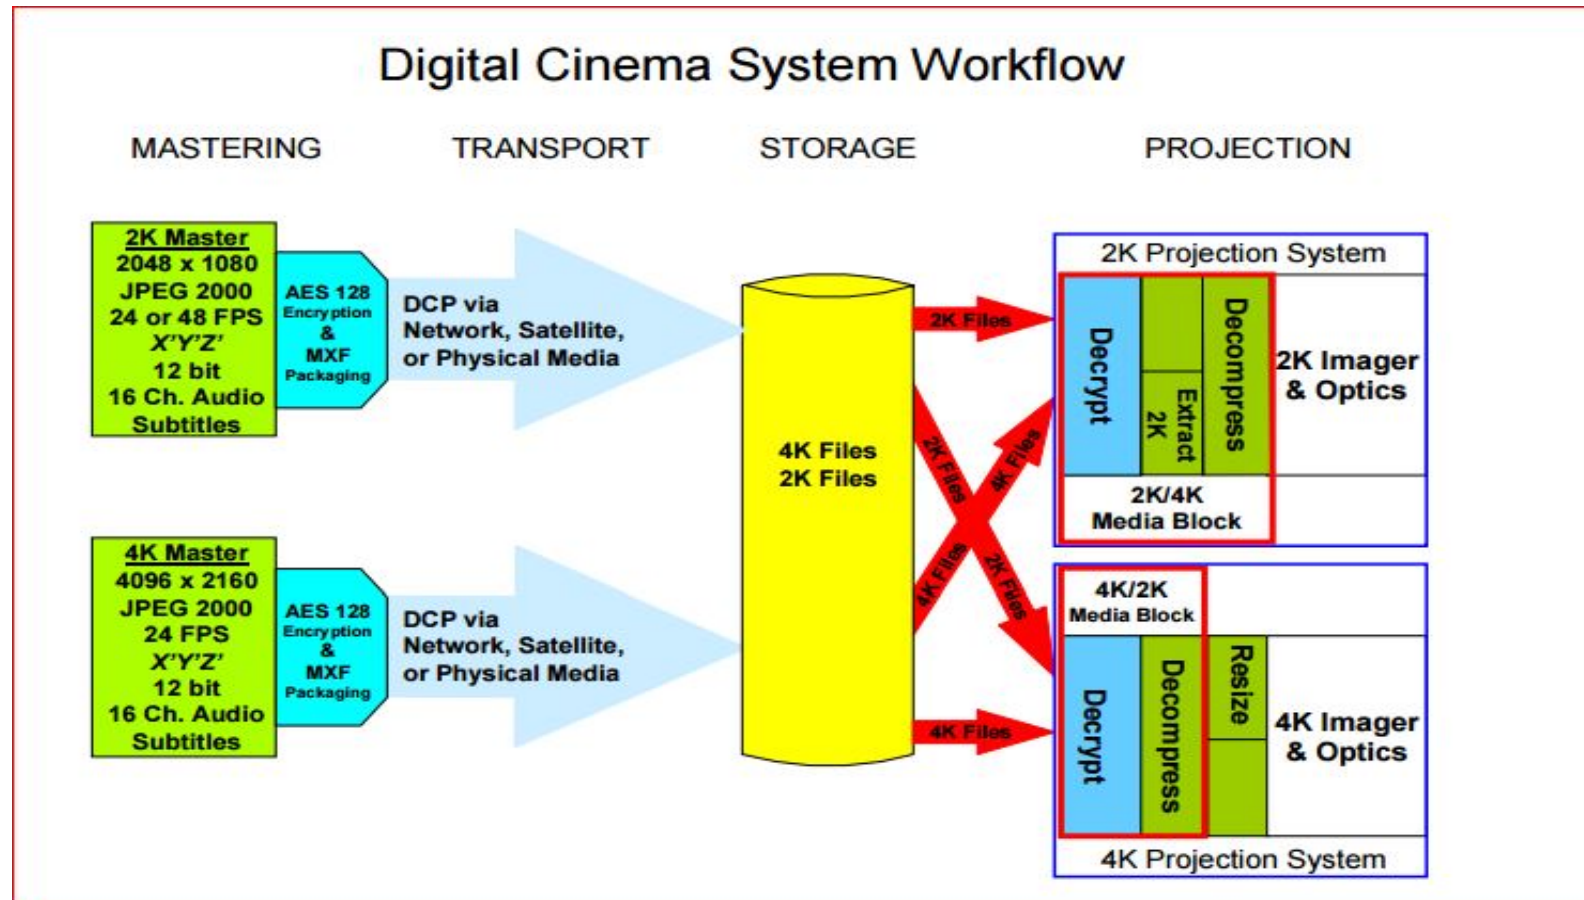 Digital Cinema System Workflow
MASTERING
TRANSPORT
STORAGE
PROJECTION
2K Master
2048 x 1080
JPEG 2000
24 or 48 FPS
X'Y'Z'
12 bit
16 Ch. Audio
Subtitles
AES 128
Encryption
&
MXF
Packaging
DCP via
Network, Satellite,
or Physical Media
4K Master
4096 x 2160
JPEG 2000
24 FPS
X'Y'Z'
12 bit
16 Ch. Audio
Subtitles
AES 128
Encryption
&
MXF
Packaging
DCP via
Network, Satellite,
or Physical Media
4K Files
2K Files
2K Files
2K Files
4K Files
4K Files
2K Files
4K Files
2K Projection System
Decrypt
Extract
2K
Decompress
2K Imager
& Optics
2K/4K
Media Block
4K/2K
Media Block
Decrypt
Decompress
Resize
4K Imager
& Optics
4K Projection System